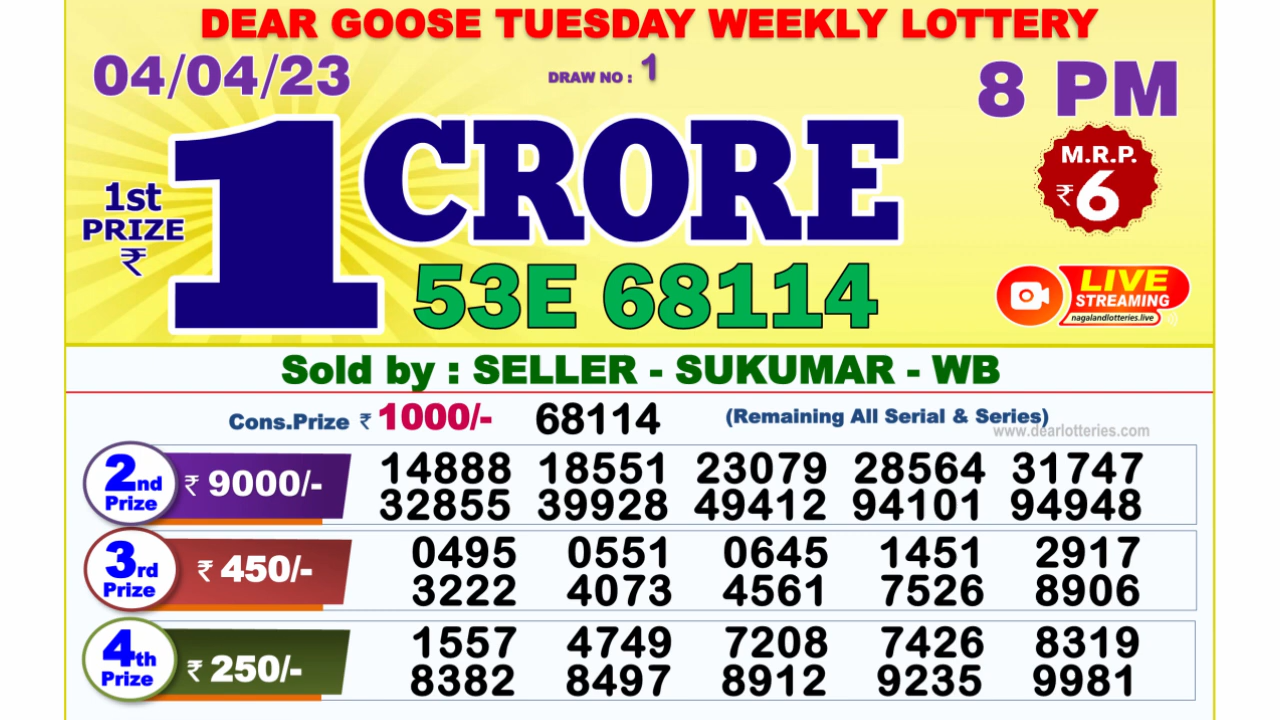 DEAR GOOSE TUESDAY WEEKLY LOTTERY
04/04/23
DRAW NO : 1
8 PM
1st
PRIZE
₹
1 CRORE
M.R.P.
₹ 6
53E 68114
LIVE
STREAMING
nagalandlotteries.live
Sold by : SELLER - SUKUMAR - WB
Cons.Prize ₹ 1000/- 68114 (Remaining All Serial & Series)
www.dearlotteries.com
2nd Prize ₹ 9000/-
14888 18551 23079 28564 31747
32855 39928 49412 94101 94948
3rd Prize ₹ 450/-
0495 0551 0645 1451 2917
3222 4073 4561 7526 8906
4th Prize ₹ 250/-
1557 4749 7208 7426 8319
8382 8497 8912 9235 9981